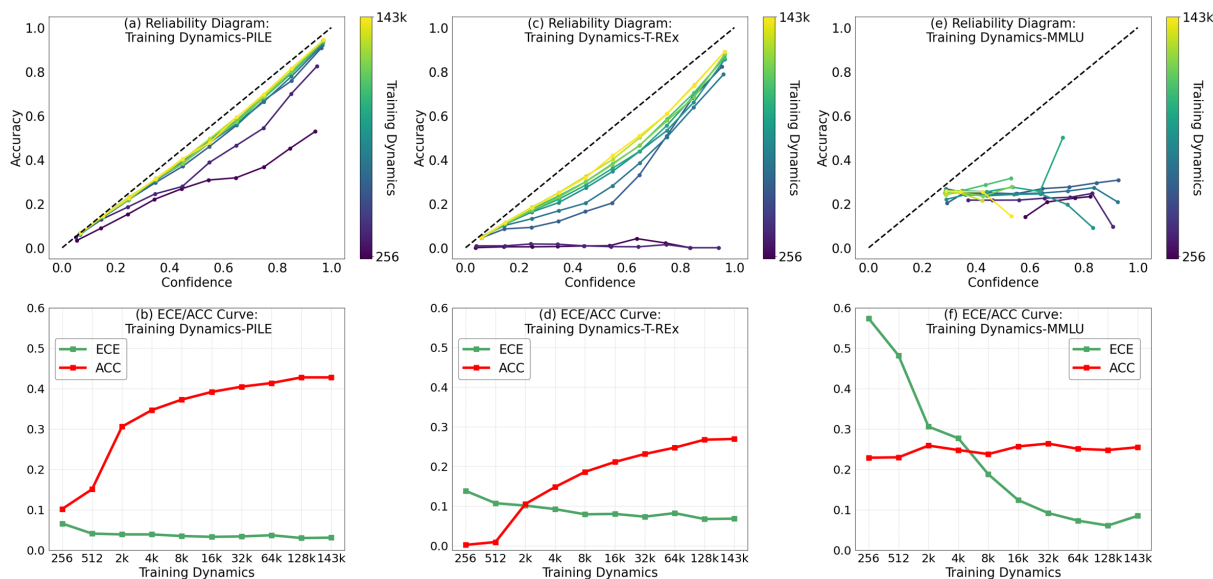 (a) Reliability Diagram:
Training Dynamics-PILE
1.0
0.8
0.6
0.4
0.2
0.0
Accuracy
0.0 0.2 0.4 0.6 0.8 1.0
Confidence
143k
256
Training Dynamics
(c) Reliability Diagram:
Training Dynamics-T-REx
1.0
0.8
0.6
0.4
0.2
0.0
Accuracy
0.0 0.2 0.4 0.6 0.8 1.0
Confidence
143k
256
Training Dynamics
(e) Reliability Diagram:
Training Dynamics-MMLU
1.0
0.8
0.6
0.4
0.2
0.0
Accuracy
0.0 0.2 0.4 0.6 0.8 1.0
Confidence
143k
256
Training Dynamics
(b) ECE/ACC Curve:
Training Dynamics-PILE
ECE
ACC
0.6
0.5
0.4
0.3
0.2
0.1
0.0
256 512 2k 4k 8k 16k 32k 64k 128k 143k
Training Dynamics
(d) ECE/ACC Curve:
Training Dynamics-T-REx
ECE
ACC
0.6
0.5
0.4
0.3
0.2
0.1
0.0
256 512 2k 4k 8k 16k 32k 64k 128k 143k
Training Dynamics
(f) ECE/ACC Curve:
Training Dynamics-MMLU
ECE
ACC
0.6
0.5
0.4
0.3
0.2
0.1
0.0
256 512 2k 4k 8k 16k 32k 64k 128k 143k
Training Dynamics